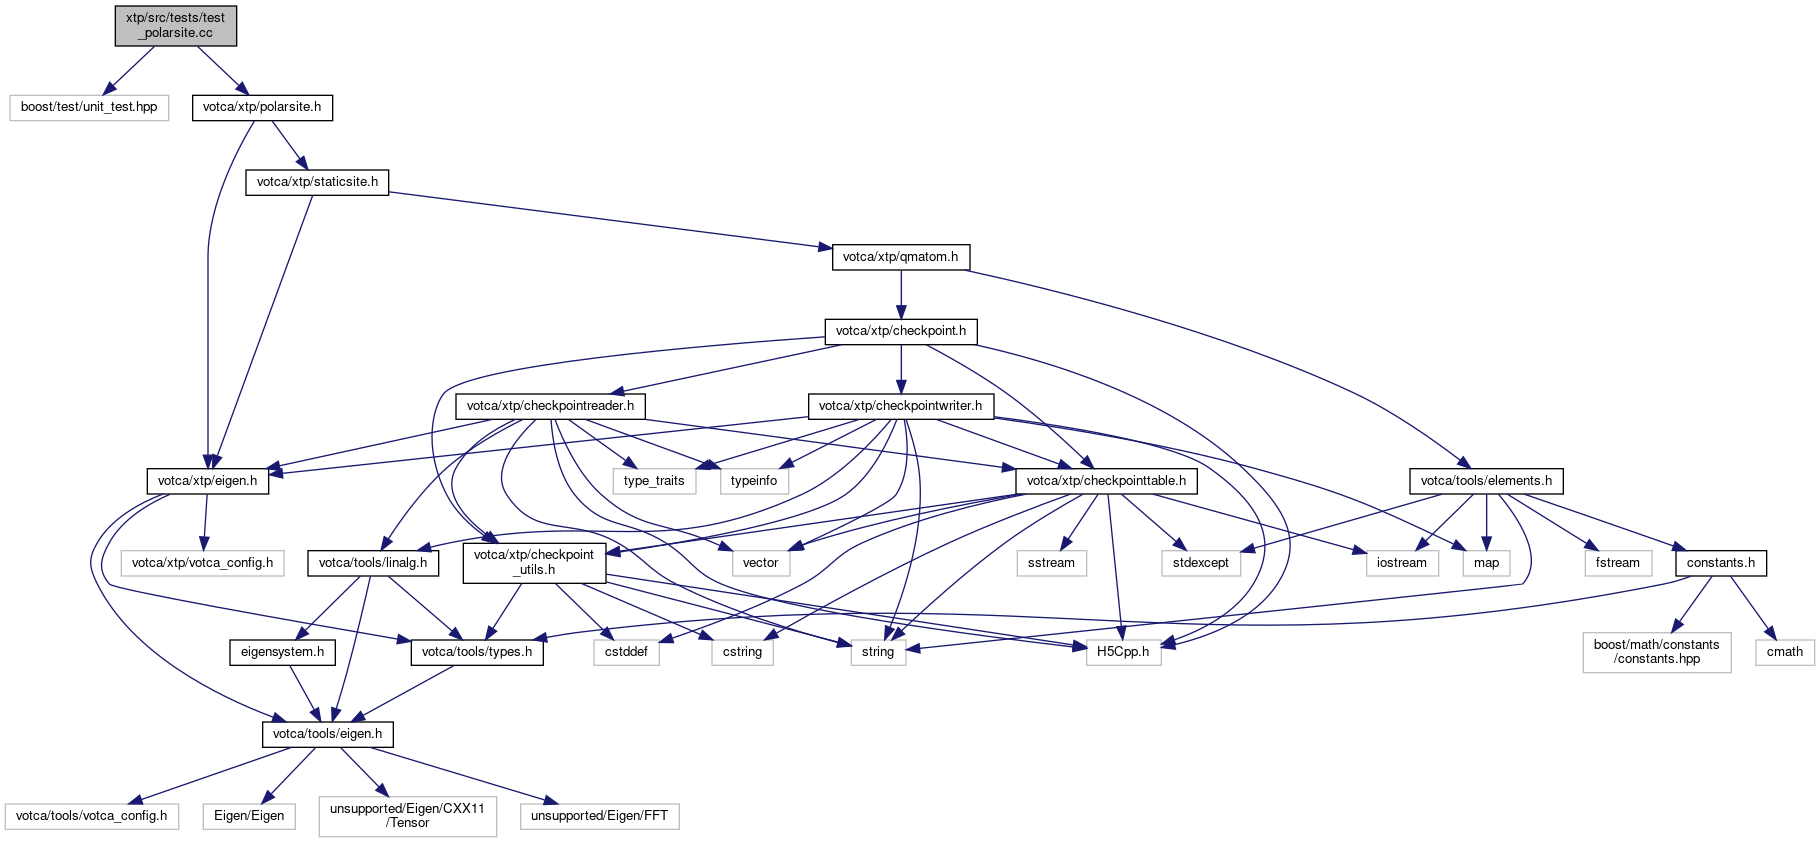 xtp/src/tests/test
_polarsite.cc
boost/test/unit_test.hpp
votca/xtp/polarsite.h
votca/xtp/staticsite.h
votca/xtp/qmatom.h
votca/xtp/checkpoint.h
votca/xtp/checkpointreader.h
votca/xtp/checkpointwriter.h
votca/xtp/eigen.h
type_traits
typeinfo
votca/xtp/checkpointtable.h
votca/tools/elements.h
votca/xtp/votca_config.h
votca/tools/linalg.h
votca/xtp/checkpoint
_utils.h
vector
sstream
stdexcept
iostream
map
fstream
constants.h
eigensystem.h
votca/tools/types.h
cstddef
cstring
string
H5Cpp.h
boost/math/constants
/constants.hpp
cmath
votca/tools/eigen.h
votca/tools/votca_config.h
Eigen/Eigen
unsupported/Eigen/CXX11
/Tensor
unsupported/Eigen/FFT